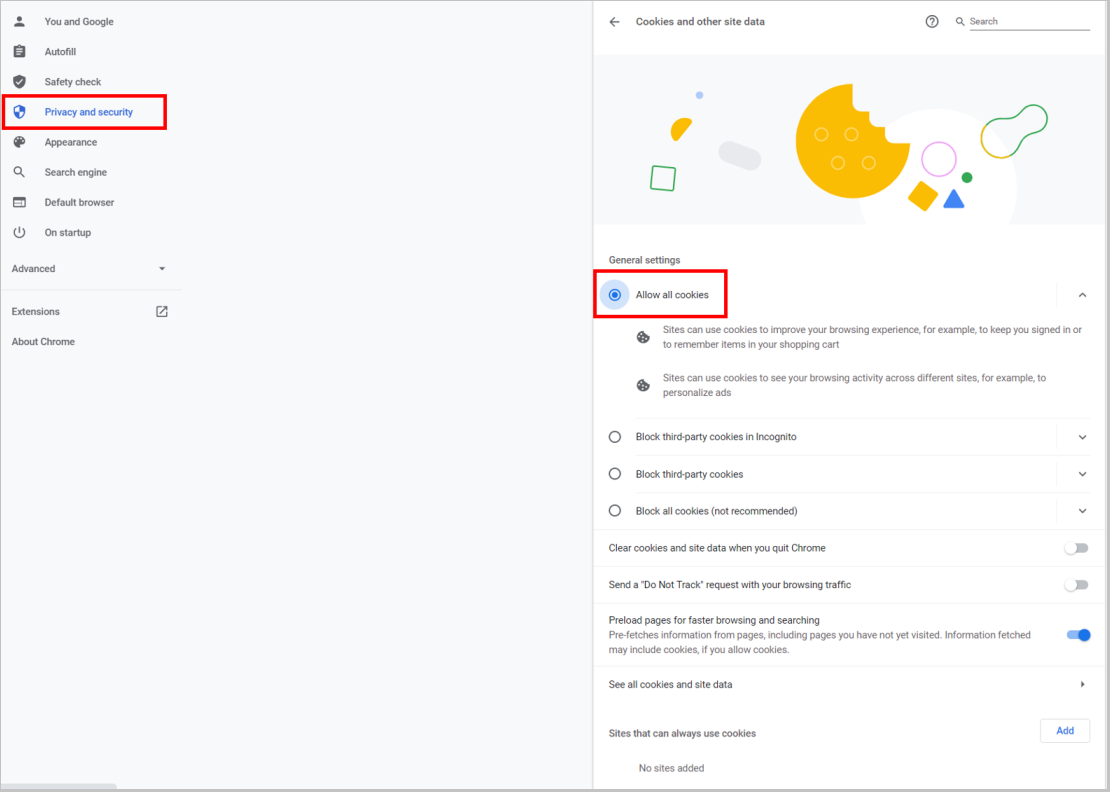 You and Google
Autofill
Safety check
Privacy and security
Appearance
Search engine
Default browser
On startup
Advanced
Extensions
About Chrome
Cookies and other site data
Search
General settings
Allow all cookies
Sites can use cookies to improve your browsing experience, for example, to keep you signed in or
to remember items in your shopping cart
Sites can use cookies to see your browsing activity across different sites, for example, to
personalize ads
Block third-party cookies in Incognito
Block third-party cookies
Block all cookies (not recommended)
Clear cookies and site data when you quit Chrome
Send a "Do Not Track" request with your browsing traffic
Preload pages for faster browsing and searching
Pre-fetches information from pages, including pages you have not yet visited. Information fetched
may include cookies, if you allow cookies.
See all cookies and site data
Sites that can always use cookies
Add
No sites added